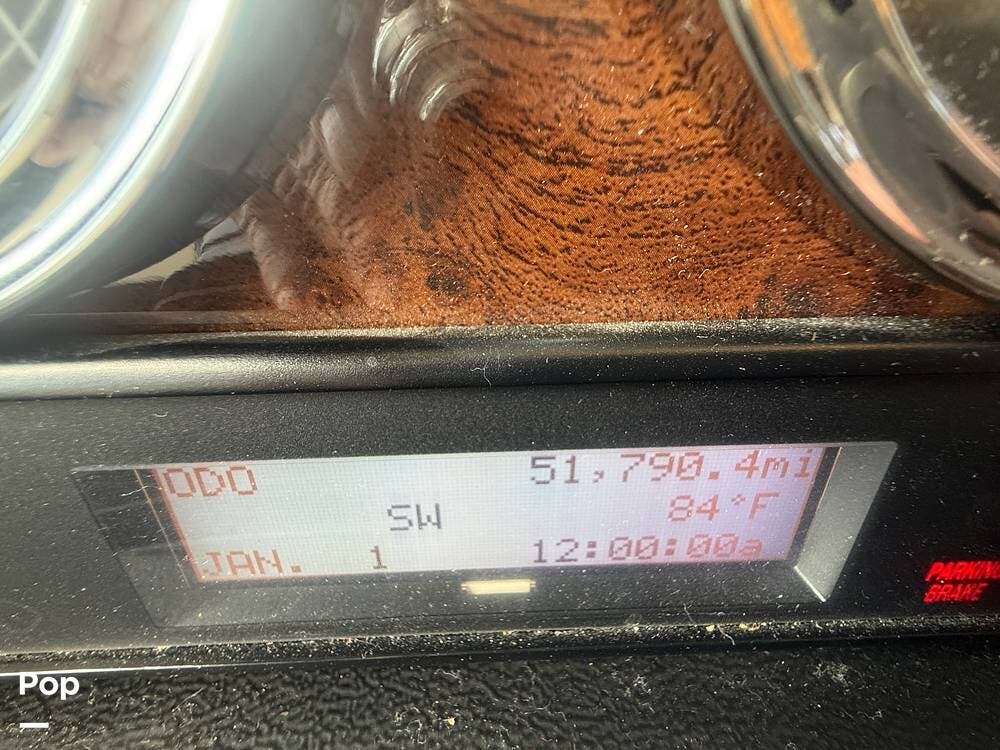 ODO 51,790.4mi
SW 84°F
JAN. 1 12:00:00a
PARKING
BRAKE
Pop